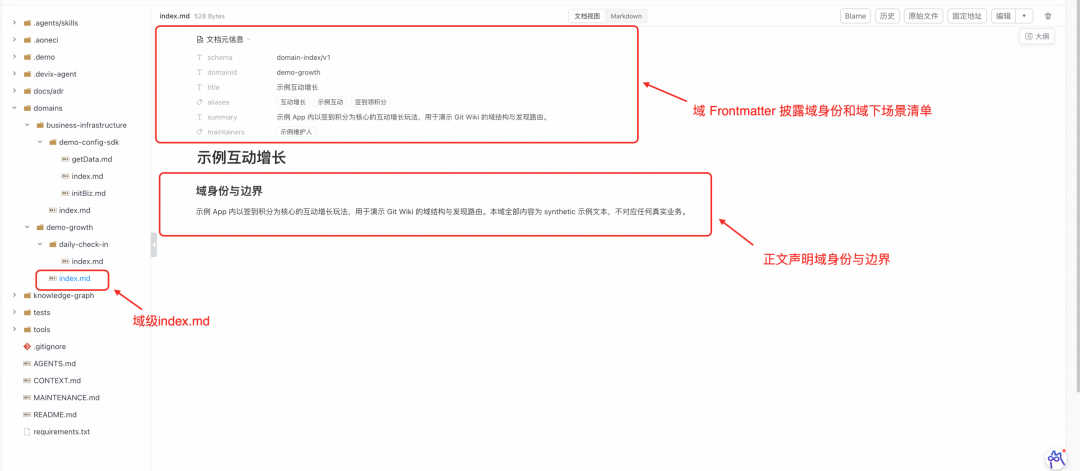 .agents/skills
.aoneci
.demo
.devix-agent
docs/adr
domains
business-infrastructure
demo-config-sdk
getData.md
index.md
initBiz.md
index.md
demo-growth
daily-check-in
index.md
index.md
knowledge-graph
tests
tools
.gitignore
AGENTS.md
CONTEXT.md
MAINTENANCE.md
README.md
requirements.txt
域级index.md
index.md 528 Bytes
文档视图 Markdown
Blame 历史 原始文件 固定地址 编辑
大纲
文档元信息
schema domain-index/v1
domainId demo-growth
title 示例互动增长
aliases 互动增长 示例互动 签到领积分
summary 示例 App 内以签到积分为核心的互动增长玩法，用于演示 Git Wiki 的域结构与发现路由。
maintainers 示例维护人
域 Frontmatter 披露域身份和域下场景清单
示例互动增长
域身份与边界
示例 App 内以签到积分为核心的互动增长玩法，用于演示 Git Wiki 的域结构与发现路由。本域全部内容为 synthetic 示例文本，不对应任何真实业务。
正文声明域身份与边界